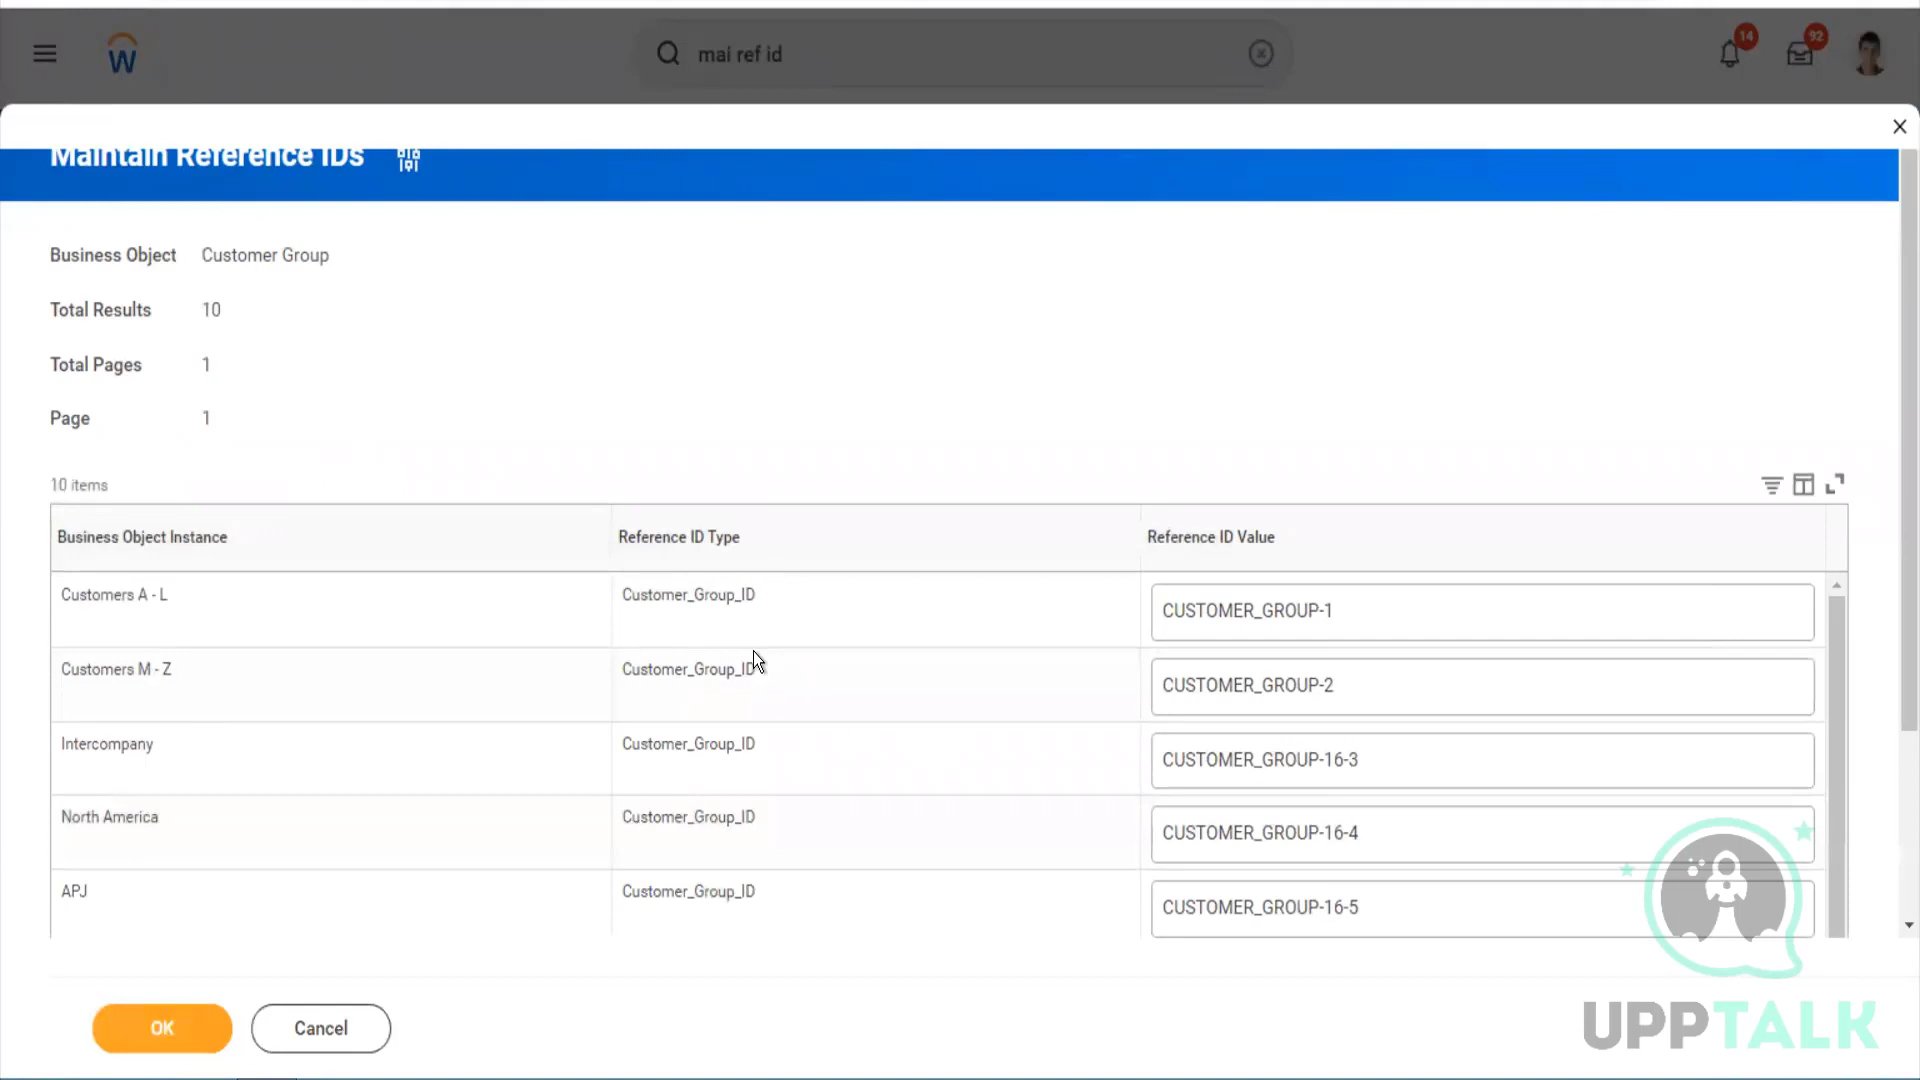 mai ref id
14
92
Maintain Reference IDs
Business Object Customer Group
Total Results 10
Total Pages 1
Page 1
10 items
Business Object Instance Reference ID Type Reference ID Value
Customers A - L Customer_Group_ID CUSTOMER_GROUP-1
Customers M - Z Customer_Group_ID CUSTOMER_GROUP-2
Intercompany Customer_Group_ID CUSTOMER_GROUP-16-3
North America Customer_Group_ID CUSTOMER_GROUP-16-4
APJ Customer_Group_ID CUSTOMER_GROUP-16-5
OK Cancel
UPPTALK